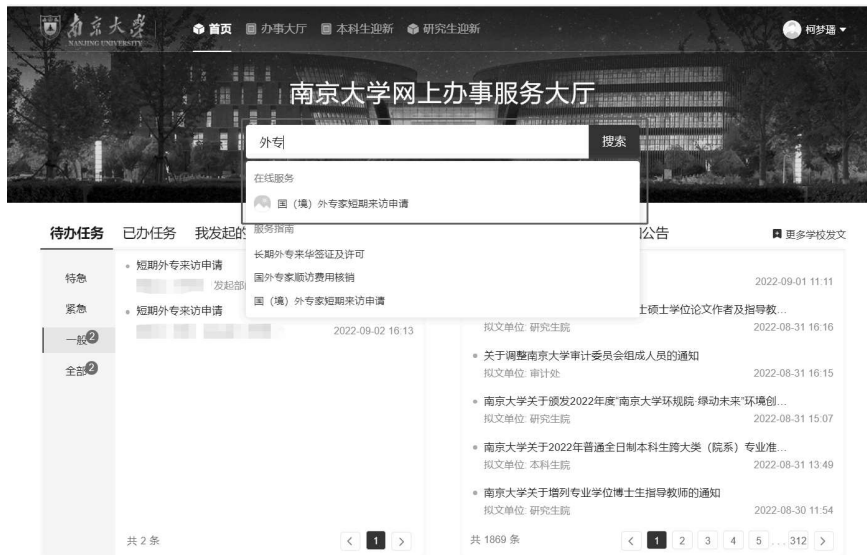 南京大学
NANJING UNIVERSITY
首页
办事大厅
本科生迎新
研究生迎新
柯梦瑶
南京大学网上办事服务大厅
外专
搜索
在线服务
国（境）外专家短期来访申请
服务指南
长期外专来华签证及许可
国外专家顾访费用核销
国（境）外专家短期来访申请
待办任务
已办任务
我发起的
特急
紧急
一般2
全部2
短期外专来访申请
发起部
短期外专来访申请
2022-09-02 16:13
共 2 条
1
公告
更多学校发文
2022-09-01 11:11
士硕士学位论文作者及指导教...
拟文单位: 研究生院
2022-08-31 16:16
关于调整南京大学审计委员会组成人员的通知
拟文单位: 审计处
2022-08-31 16:15
南京大学关于颁发2022年度“南京大学环规院·绿动未来”环境创...
拟文单位: 研究生院
2022-08-31 15:07
南京大学关于2022年普通全日制本科生跨大类（院系）专业准...
拟文单位: 本科生院
2022-08-31 13:49
南京大学关于增列专业学位博士生指导教师的通知
拟文单位: 研究生院
2022-08-30 11:54
共 1869 条
1 2 3 4 5 ... 312